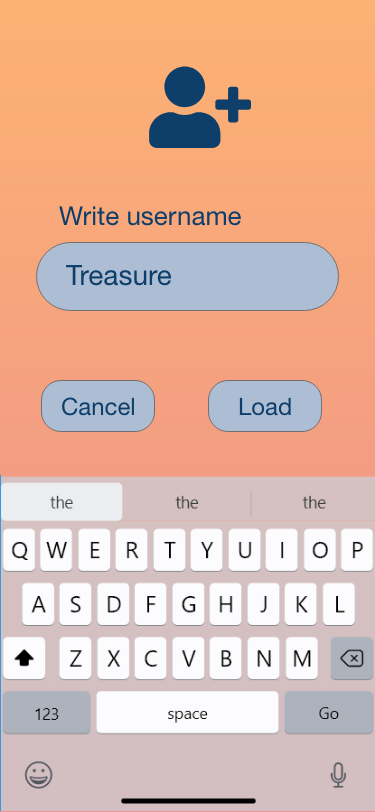 Write username
Treasure
Cancel Load
the the the
Q W E R T Y U I O P
A S D F G H J K L
Z X C V B N M
123 space Go